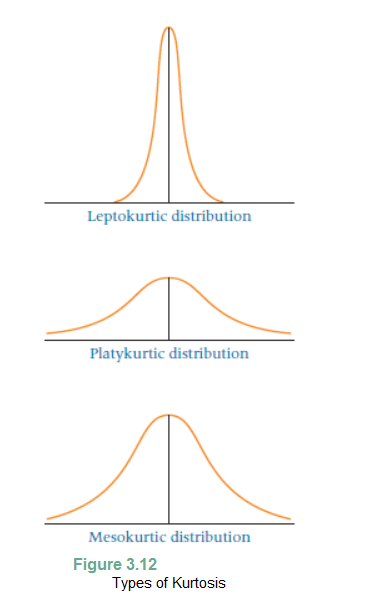 Leptokurtic distribution
Platykurtic distribution
Mesokurtic distribution
Figure 3.12
Types of Kurtosis